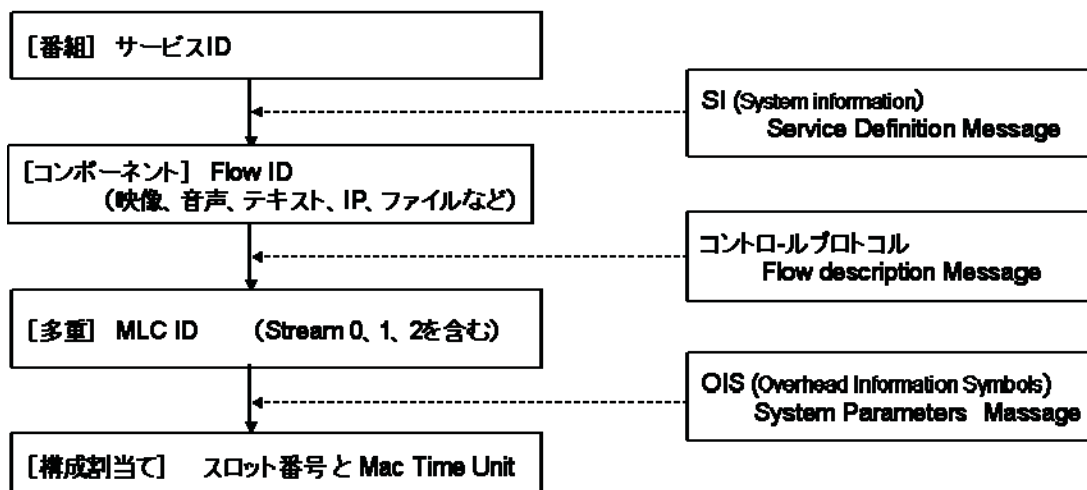 ［番組］ サービスID
SI (System information)
Service Definition Message
［コンポーネント］ Flow ID
（映像、音声、テキスト、IP、ファイルなど）
コントロールプロトコル
Flow description Message
［多重］ MLC ID （Stream 0、1、2を含む）
OIS (Overhead Information Symbols)
System Parameters Massage
［構成割当て］ スロット番号 と Mac Time Unit